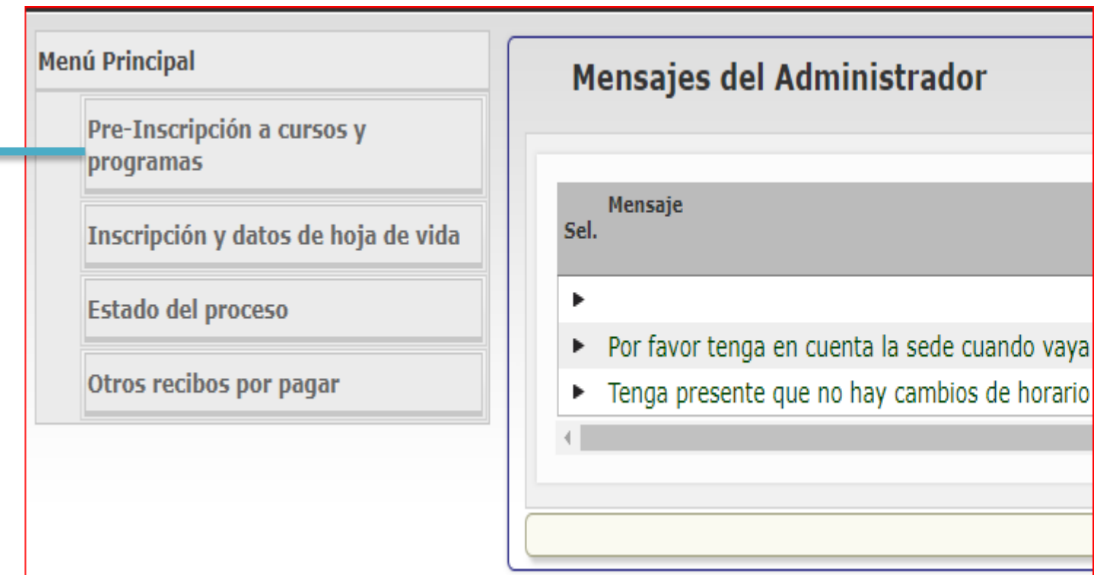 Menú Principal
Pre-Inscripción a cursos y
programas
Inscripción y datos de hoja de vida
Estado del proceso
Otros recibos por pagar
Mensajes del Administrador
Mensaje
Sel.
Por favor tenga en cuenta la sede cuando vaya
Tenga presente que no hay cambios de horario